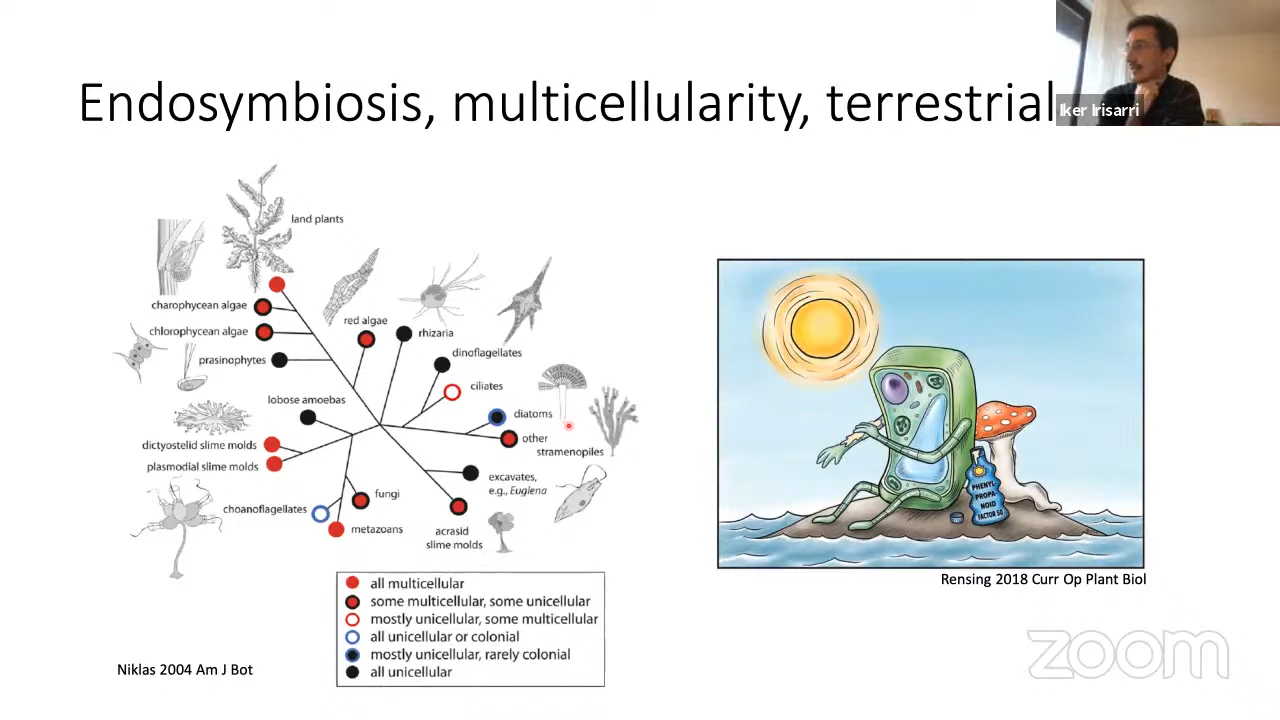 Endosymbiosis, multicellularity, terrestrial
Iker Irisarri
land plants
charophycean algae
chlorophycean algae
prasinophytes
red algae
rhizaria
dinoflagellates
ciliates
lobose amoebas
diatoms
other
stramenopiles
dictyostelid slime molds
plasmodial slime molds
excavates,
e.g., Euglena
choanoflagellates
fungi
metazoans
acrasid
slime molds
all multicellular
some multicellular, some unicellular
mostly unicellular, some multicellular
all unicellular or colonial
mostly unicellular, rarely colonial
all unicellular
Niklas 2004 Am J Bot
PHENYL-
PROPA-
NOID
FACTOR 50
Rensing 2018 Curr Op Plant Biol
zoom